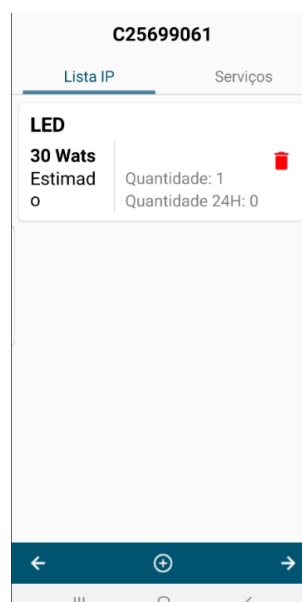 C25699061
Lista IP Serviços
LED
30 Wats
Estimad
o
Quantidade: 1
Quantidade 24H: 0